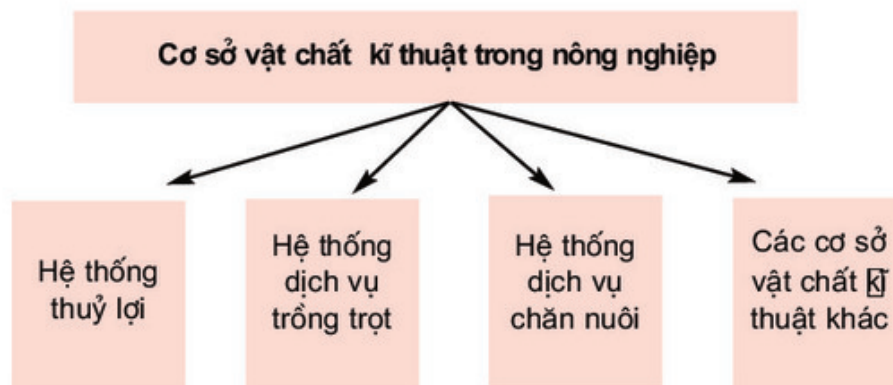 Cơ sở vật chất kĩ thuật trong nông nghiệp
Hệ thống
thuỷ lợi
Hệ thống
dịch vụ
trồng trọt
Hệ thống
dịch vụ
chăn nuôi
Các cơ sở
vật chất kĩ
thuật khác